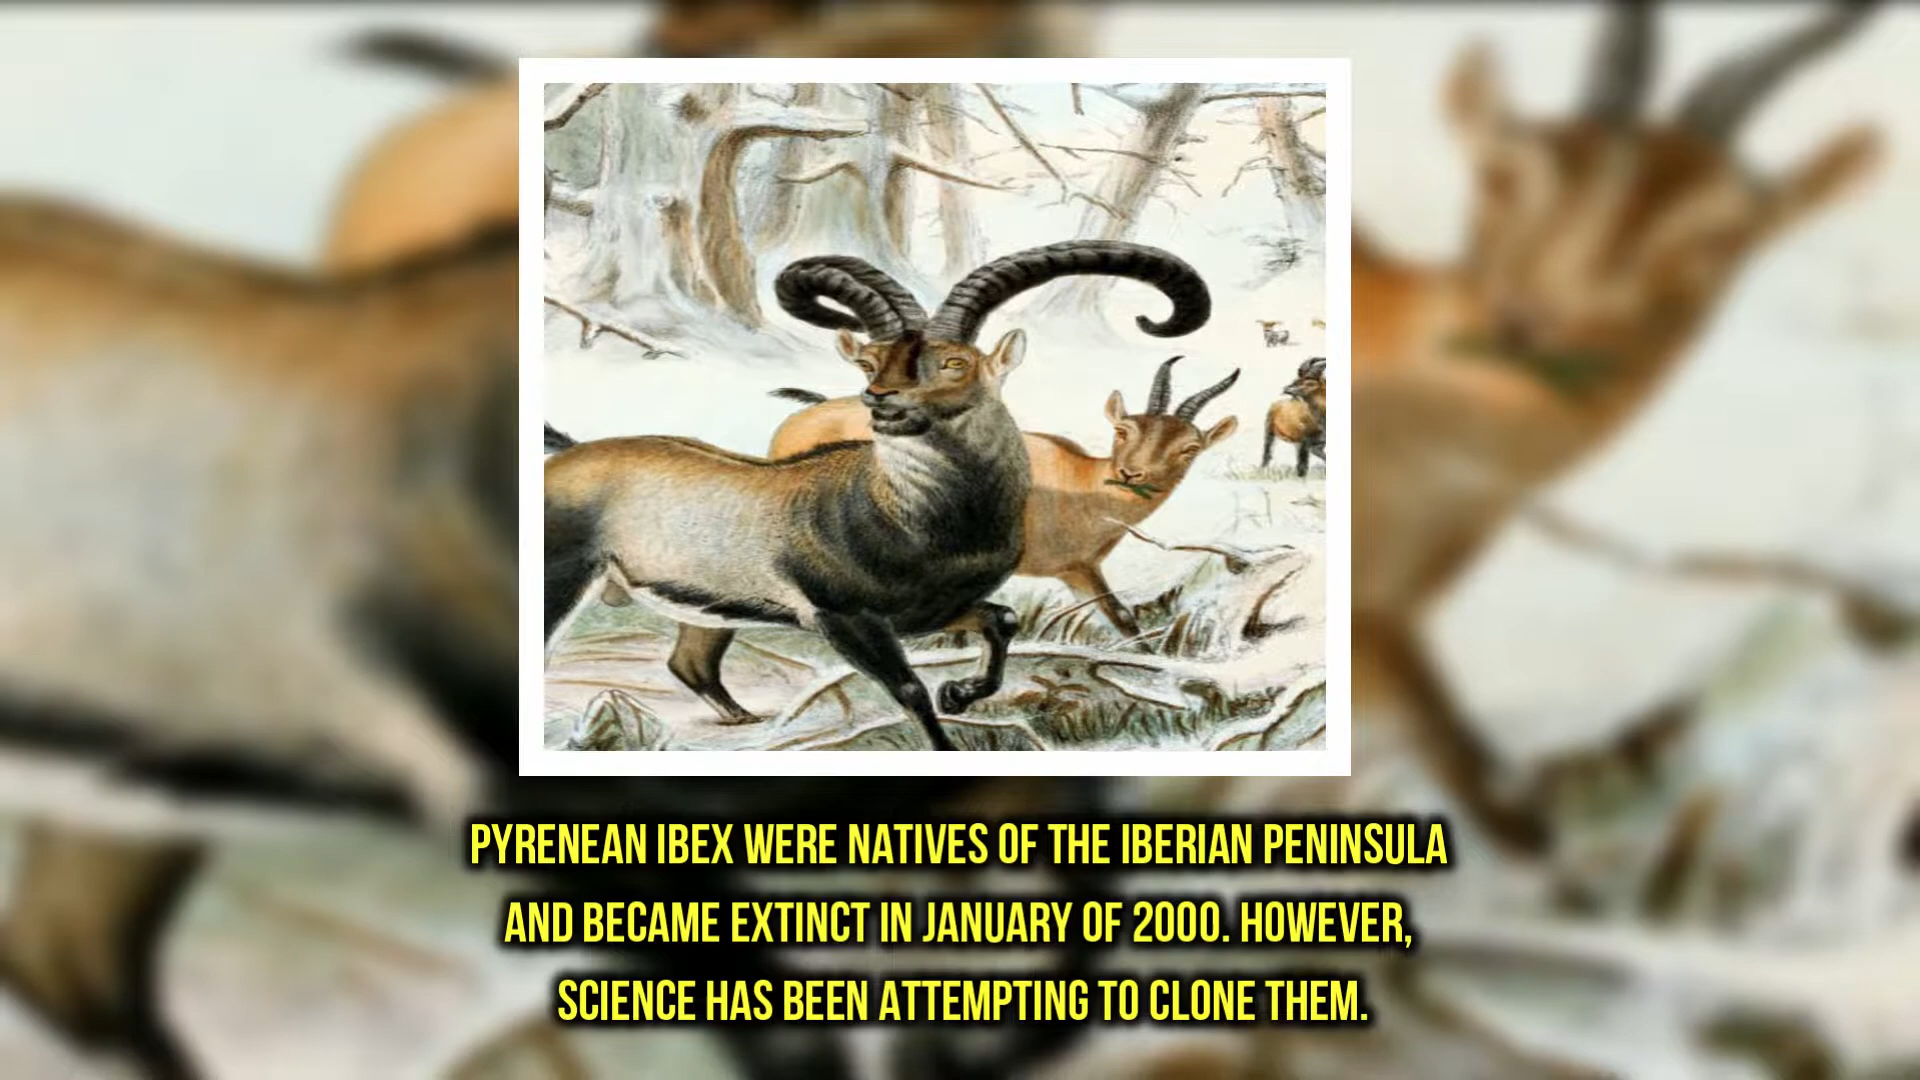 PYRENEAN IBEX WERE NATIVES OF THE IBERIAN PENINSULA
AND BECAME EXTINCT IN JANUARY OF 2000. HOWEVER,
SCIENCE HAS BEEN ATTEMPTING TO CLONE THEM.